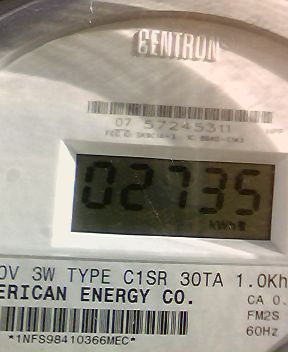 CENTRON
07 57245311
02735
kWh
0V 3W TYPE C1SR 30TA 1.0Kh
ERICAN ENERGY CO.
CA 0.
FM2S
60Hz
*1NFS98410366MEC*